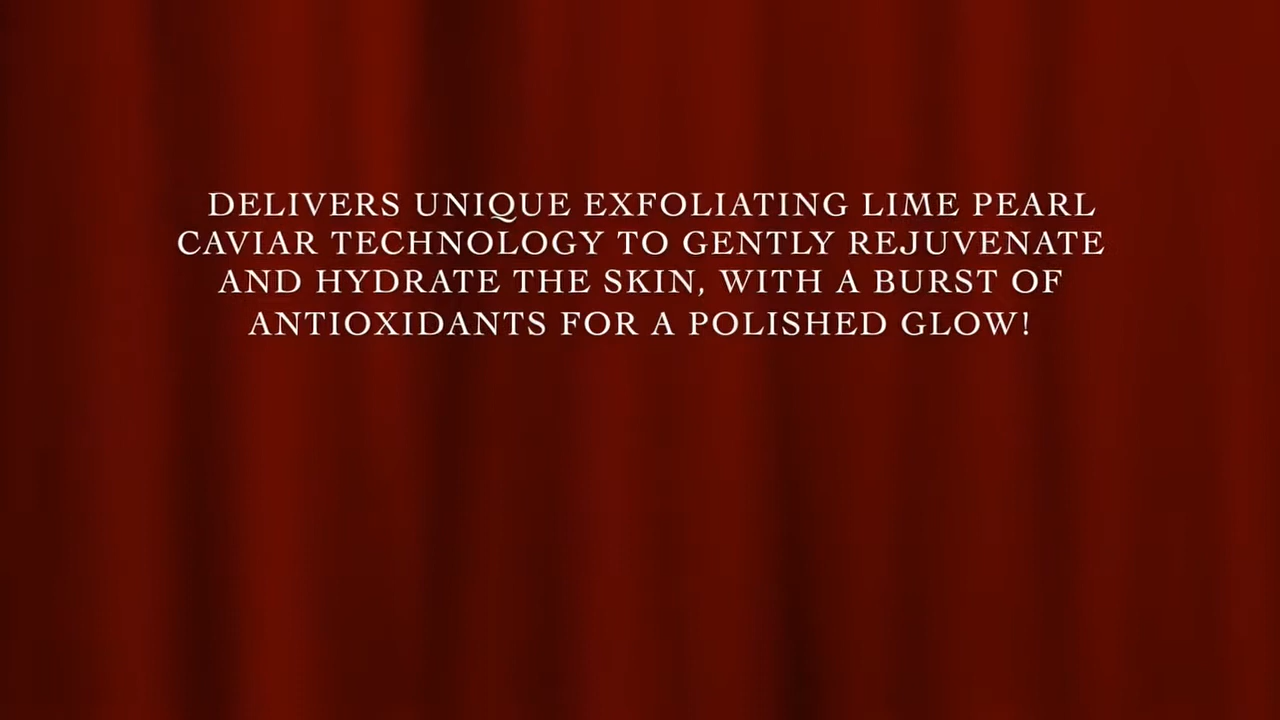 DELIVERS UNIQUE EXFOLIATING LIME PEARL
CAVIAR TECHNOLOGY TO GENTLY REJUVENATE
AND HYDRATE THE SKIN, WITH A BURST OF
ANTIOXIDANTS FOR A POLISHED GLOW!